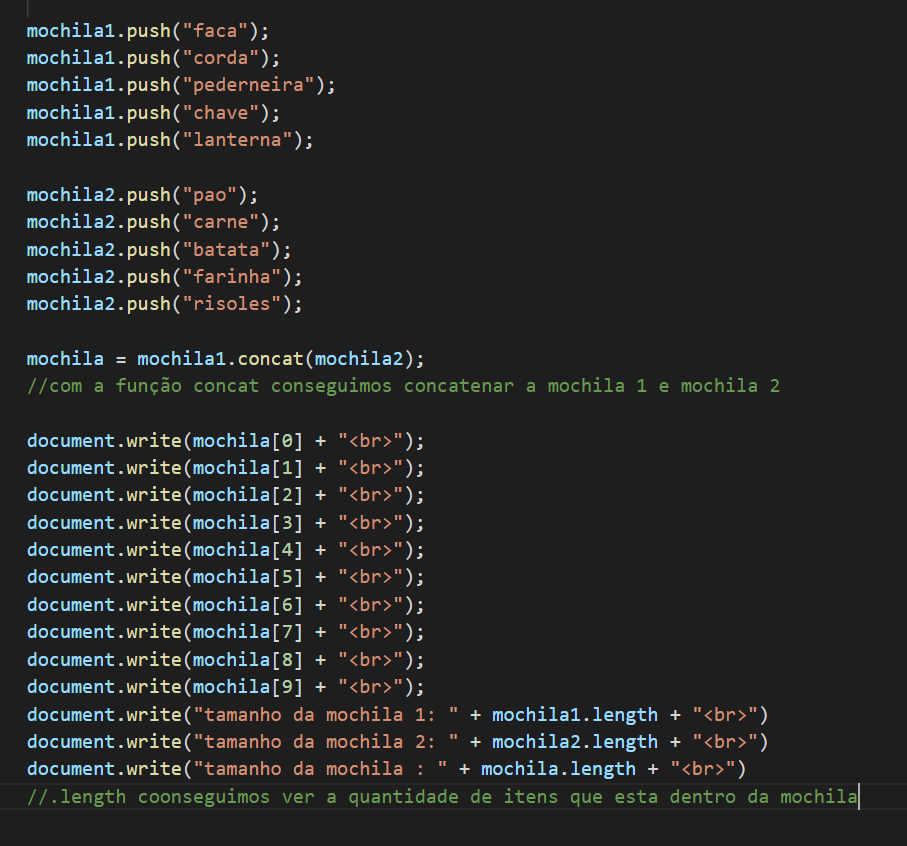 mochila1.push("faca");
mochila1.push("corda");
mochila1.push("pederneira");
mochila1.push("chave");
mochila1.push("lanterna");
mochila2.push("pao");
mochila2.push("carne");
mochila2.push("batata");
mochila2.push("farinha");
mochila2.push("risoles");
mochila = mochila1.concat(mochila2);
//com a função concat conseguimos concatenar a mochila 1 e mochila 2
document.write(mochila[0] + "<br>");
document.write(mochila[1] + "<br>");
document.write(mochila[2] + "<br>");
document.write(mochila[3] + "<br>");
document.write(mochila[4] + "<br>");
document.write(mochila[5] + "<br>");
document.write(mochila[6] + "<br>");
document.write(mochila[7] + "<br>");
document.write(mochila[8] + "<br>");
document.write(mochila[9] + "<br>");
document.write("tamanho da mochila 1: " + mochila1.length + "<br>")
document.write("tamanho da mochila 2: " + mochila2.length + "<br>")
document.write("tamanho da mochila : " + mochila.length + "<br>")
//.length coonseguimos ver a quantidade de itens que esta dentro da mochila